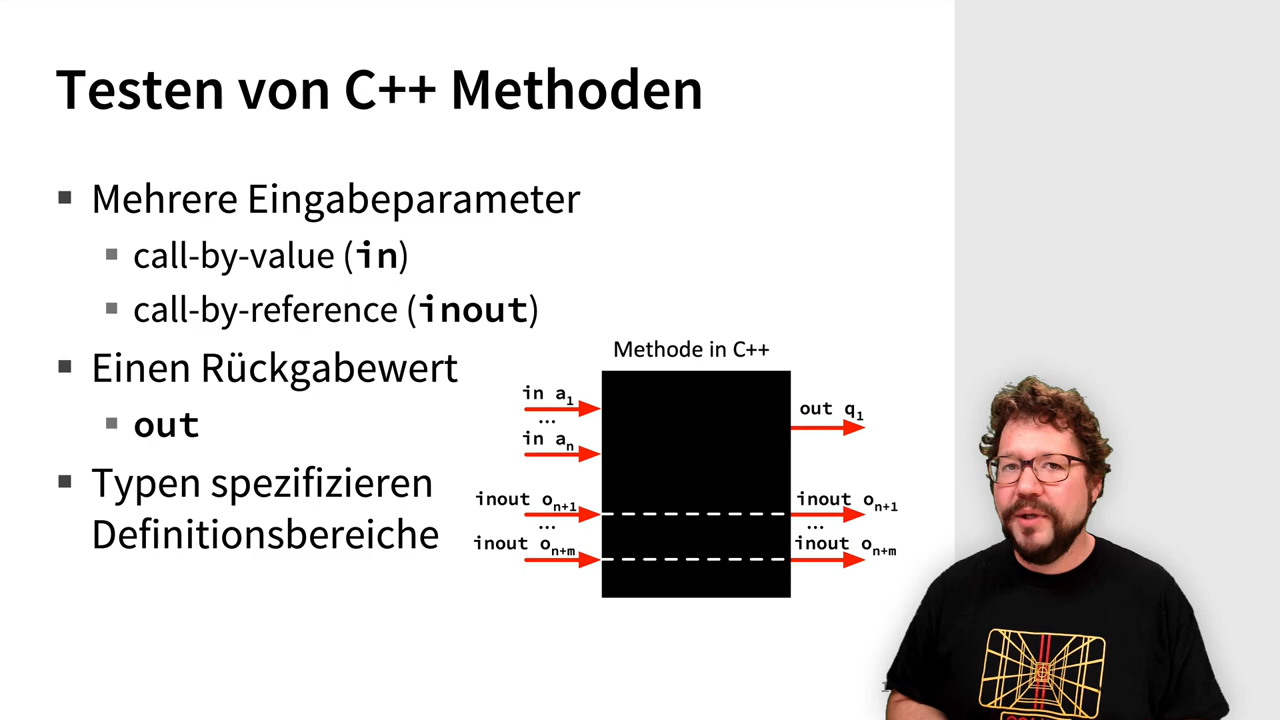 Testen von C++ Methoden
▪ Mehrere Eingabeparameter
▪ call-by-value (in)
▪ call-by-reference (inout)
▪ Einen Rückgabewert
▪ out
▪ Typen spezifizieren
Definitionsbereiche
Methode in C++
in a1
...
in an
inout on+1
...
inout on+m
out q1
inout on+1
...
inout on+m